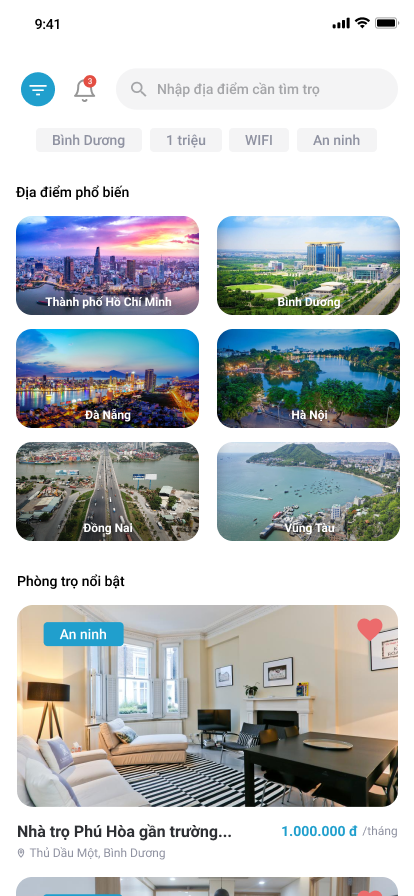 9:41
3
Nhập địa điểm cần tìm trọ
Bình Dương
1 triệu
WIFI
An ninh
Địa điểm phổ biến
Thành phố Hồ Chí Minh
Bình Dương
Đà Nẵng
Hà Nội
Đồng Nai
Vũng Tàu
Phòng trọ nổi bật
An ninh
Nhà trọ Phú Hòa gần trường...
1.000.000 đ /tháng
Thủ Dầu Một, Bình Dương